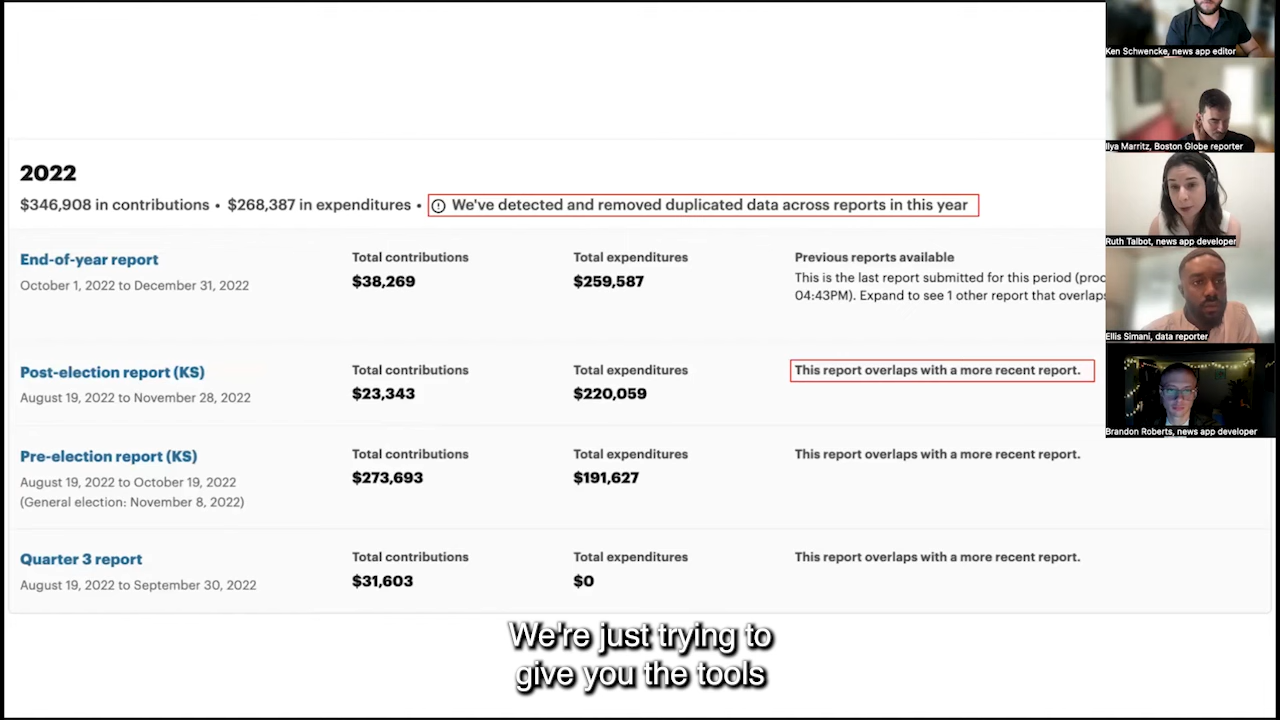 2022
$346,908 in contributions • $268,387 in expenditures • We've detected and removed duplicated data across reports in this year
End-of-year report
October 1, 2022 to December 31, 2022
Total contributions
$38,269
Total expenditures
$259,587
Previous reports available
This is the last report submitted for this period (proc
04:43PM). Expand to see 1 other report that overlaps
Post-election report (KS)
August 19, 2022 to November 28, 2022
Total contributions
$23,343
Total expenditures
$220,059
This report overlaps with a more recent report.
Pre-election report (KS)
August 19, 2022 to October 19, 2022
(General election: November 8, 2022)
Total contributions
$273,693
Total expenditures
$191,627
This report overlaps with a more recent report.
Quarter 3 report
August 19, 2022 to September 30, 2022
Total contributions
$31,603
Total expenditures
$0
This report overlaps with a more recent report.
Ken Schwencke, news app editor
Ilya Marritz, Boston Globe reporter
Ruth Talbot, news app developer
Ellis Simani, data reporter
Brandon Roberts, news app developer
We're just trying to
give you the tools